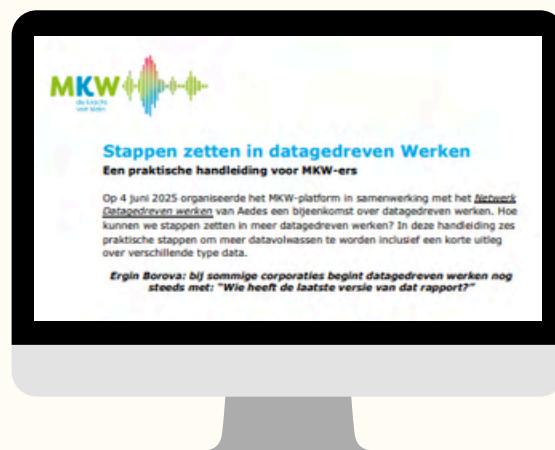 MKW
de kracht
van klein
Stappen zetten in datagedreven Werken
Een praktische handleiding voor MKW-ers
Op 4 juni 2025 organiseerde het MKW-platform in samenwerking met het Netwerk
Datagedreven werken van Aedes een bijeenkomst over datagedreven werken. Hoe
kunnen we stappen zetten in meer datagedreven werken? In deze handleiding zes
praktische stappen om meer datavolwassen te worden inclusief een korte uitleg
over verschillende type data.
Ergin Borova: bij sommige corporaties begint datagedreven werken nog
steeds met: "Wie heeft de laatste versie van dat rapport?"